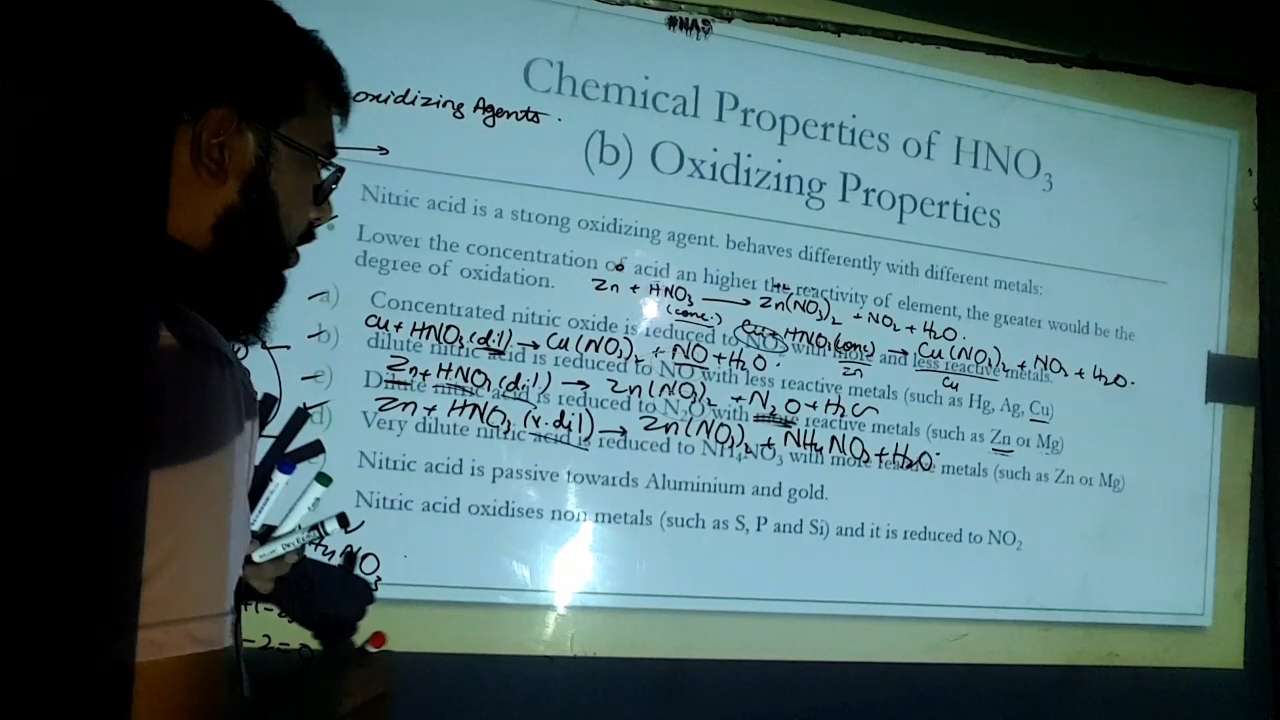 #NAS
Chemical Properties of HNO3
(b) Oxidizing Properties
oxidizing Agents.
Nitric acid is a strong oxidizing agent. behaves differently with different metals:
Lower the concentration of acid an higher the reactivity of element, the greater would be the
degree of oxidation.
Zn + HNO3 (conc.) → Zn(NO3)2 + NO2 + H2O.
a) Concentrated nitric oxide is reduced to NO2 with more and less reactive metals.
Cu + HNO3 (conc) → Cu(NO3)2 + NO2 + H2O.
Zn
Cu
Cu + HNO3 (dil) → Cu(NO3)2 + NO + H2O.
b) dilute nitric acid is reduced to NO with less reactive metals (such as Hg, Ag, Cu)
Zn + HNO3 (dil.) → Zn(NO3)2 + N2O + H2O
c) Dilute nitric acid is reduced to N2O with more reactive metals (such as Zn or Mg)
Zn + HNO3 (v.dil) → Zn(NO3)2 + NH4NO3 + H2O.
d) Very dilute nitric acid is reduced to NH4NO3 with more metals (such as Zn or Mg)
Nitric acid is passive towards Aluminium and gold.
Nitric acid oxidises non metals (such as S, P and Si) and it is reduced to NO2